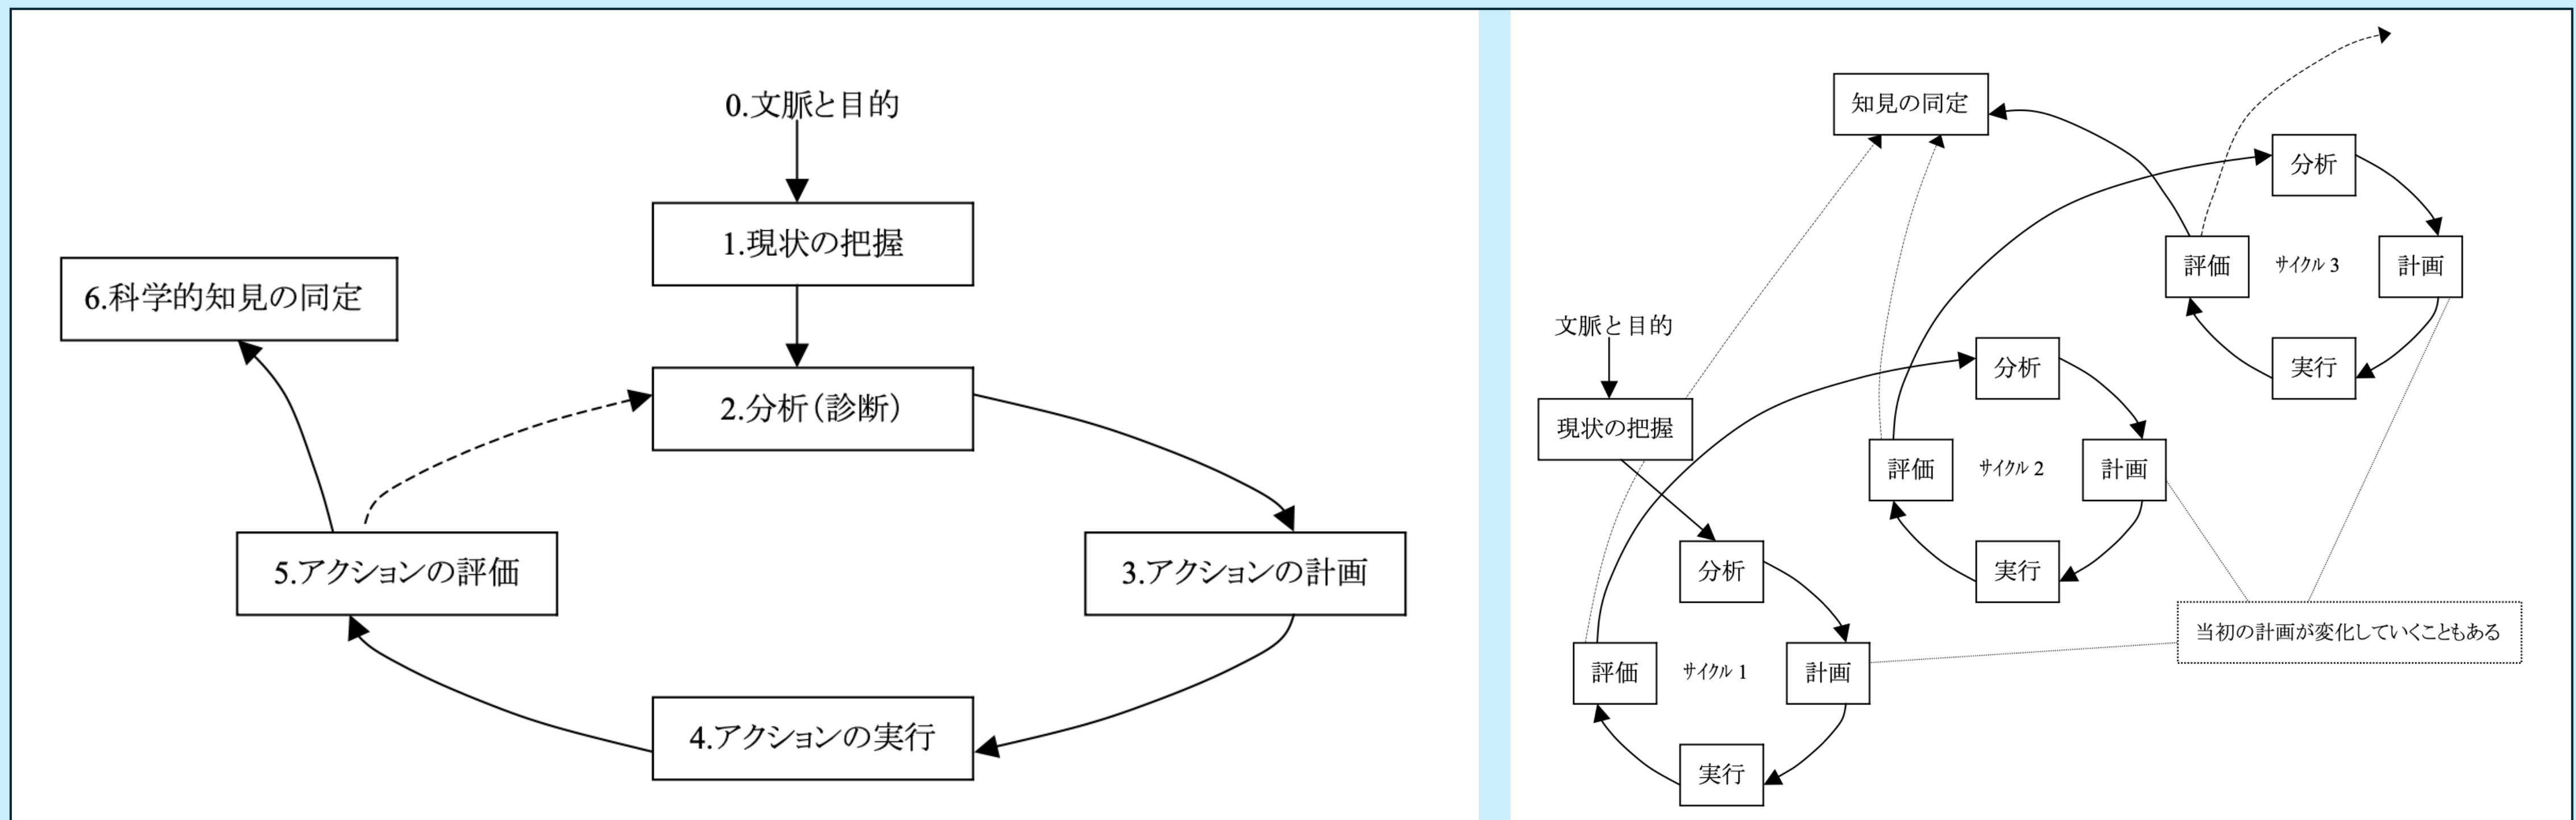 0.文脈と目的
1.現状の把握
6.科学的知見の同定
2.分析（診断）
5.アクションの評価
3.アクションの計画
4.アクションの実行
知見の同定
分析
評価
サイクル3
計画
実行
文脈と目的
現状の把握
分析
評価
サイクル2
計画
実行
分析
評価
サイクル1
計画
実行
当初の計画が変化していくこともある